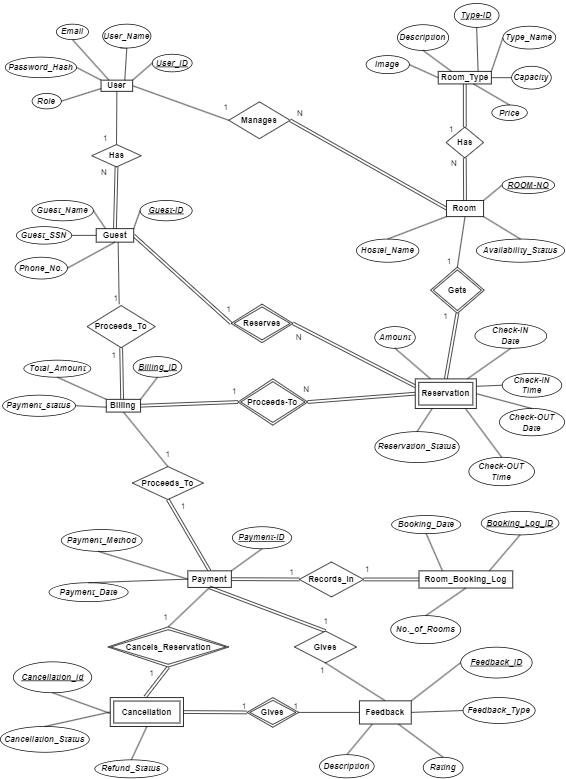 Type-ID
Email
User_Name
Description
Type_Name
Password_Hash
User_ID
Image
Room_Type
Capacity
User
Role
Price
1
N
Manages
1
1
Has
Has
N
N
ROOM-NO
Guest_Name
Guest-ID
Room
Guest_SSN
Guest
Hostel_Name
Availability_Status
Phone_No.
1
Gets
1
1
Proceeds_To
Reserves
1
N
Amount
Check-IN
Date
1
Total_Amount
Billing_ID
Check-IN
Time
1
N
Payment_status
Billing
Proceeds-To
Reservation
Check-OUT
Date
Reservation_Status
1
Check-OUT
Time
Proceeds_To
1
Payment_Method
Payment-ID
Booking_Date
Booking_Log_ID
1
1
Payment
Records_In
Room_Booking_Log
Payment_Date
1
1
No._of_Rooms
Cancels_Reservation
Gives
Feedback_ID
1
1
Cancellation_id
1
1
Cancellation
Gives
Feedback
Feedback_Type
Cancellation_Status
Refund_Status
Description
Rating